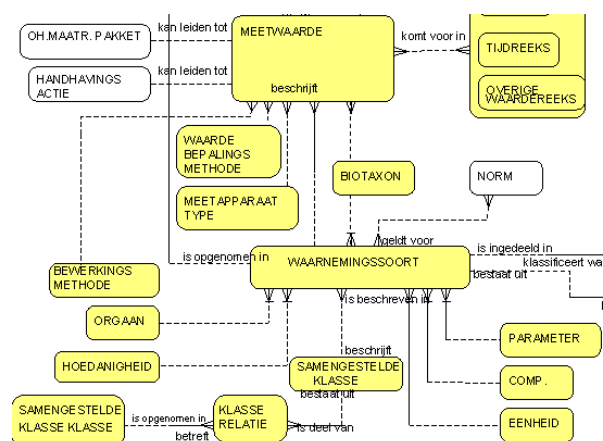 OH.MAATR. PAKKET
kan leiden tot
MEETWAARDE
komt voor in
TIJDREEKS
HANDHAVINGS
ACTIE
kan leiden tot
beschrijft
OVERIGE
WAARDEREEKS
WAARDE
BEPALINGS
METHODE
BIOTAXON
NORM
MEETAPPARAAT
TYPE
geldt voor
is opgenomen in
WAARNEMINGSSOORT
is ingedeeld in
klassificeert wa
bestaat uit
BEWERKINGS
METHODE
is beschreven in
ORGAAN
PARAMETER
HOEDANIGHEID
beschrijft
SAMENGESTELDE
KLASSE
COMP.
bestaat uit
SAMENGESTELDE
KLASSE KLASSE
is opgenomen in
betreft
KLASSE
RELATIE
is deel van
EENHEID